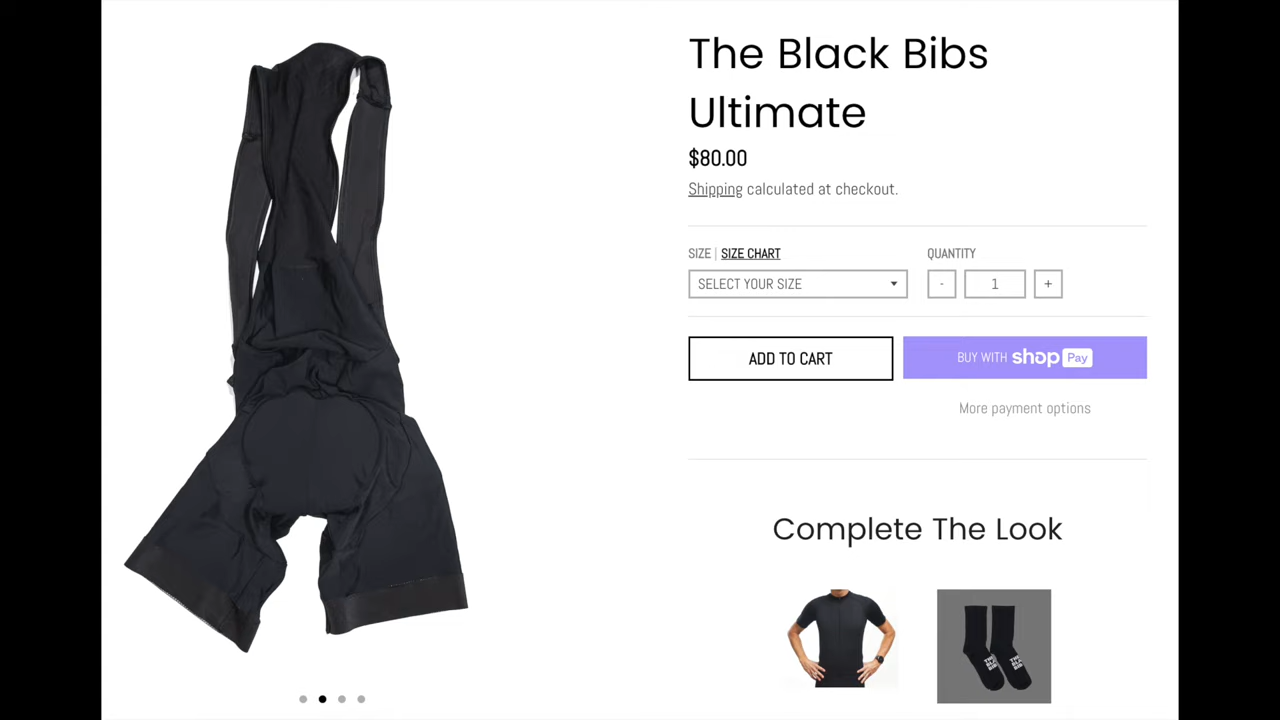 The Black Bibs
Ultimate
$80.00
Shipping calculated at checkout.
SIZE | SIZE CHART
QUANTITY
SELECT YOUR SIZE
- 1 +
ADD TO CART
BUY WITH shop Pay
More payment options
Complete The Look